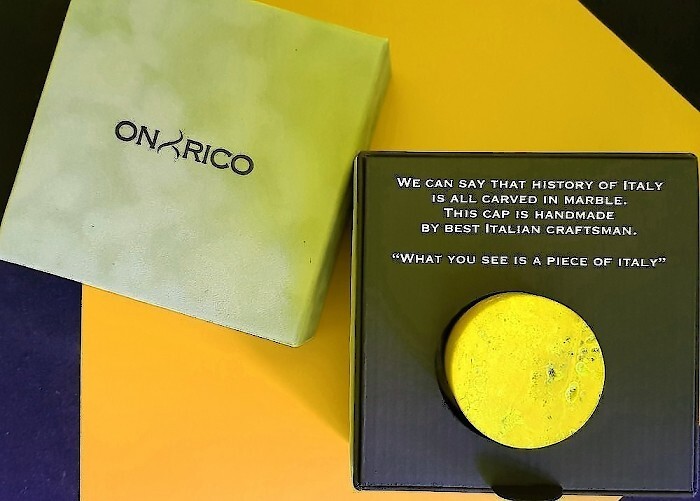 ONYRICO
WE CAN SAY THAT HISTORY OF ITALY
IS ALL CARVED IN MARBLE.
THIS CAP IS HANDMADE
BY BEST ITALIAN CRAFTSMAN.
“WHAT YOU SEE IS A PIECE OF ITALY”